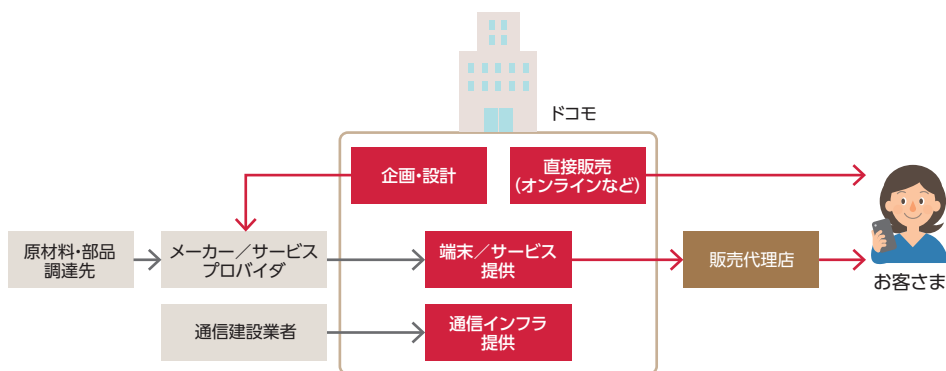 ドコモ
企画・設計
直接販売
(オンラインなど)
原材料・部品
調達先
メーカー／サービス
プロバイダ
端末／サービス
提供
販売代理店
お客さま
通信建設業者
通信インフラ
提供